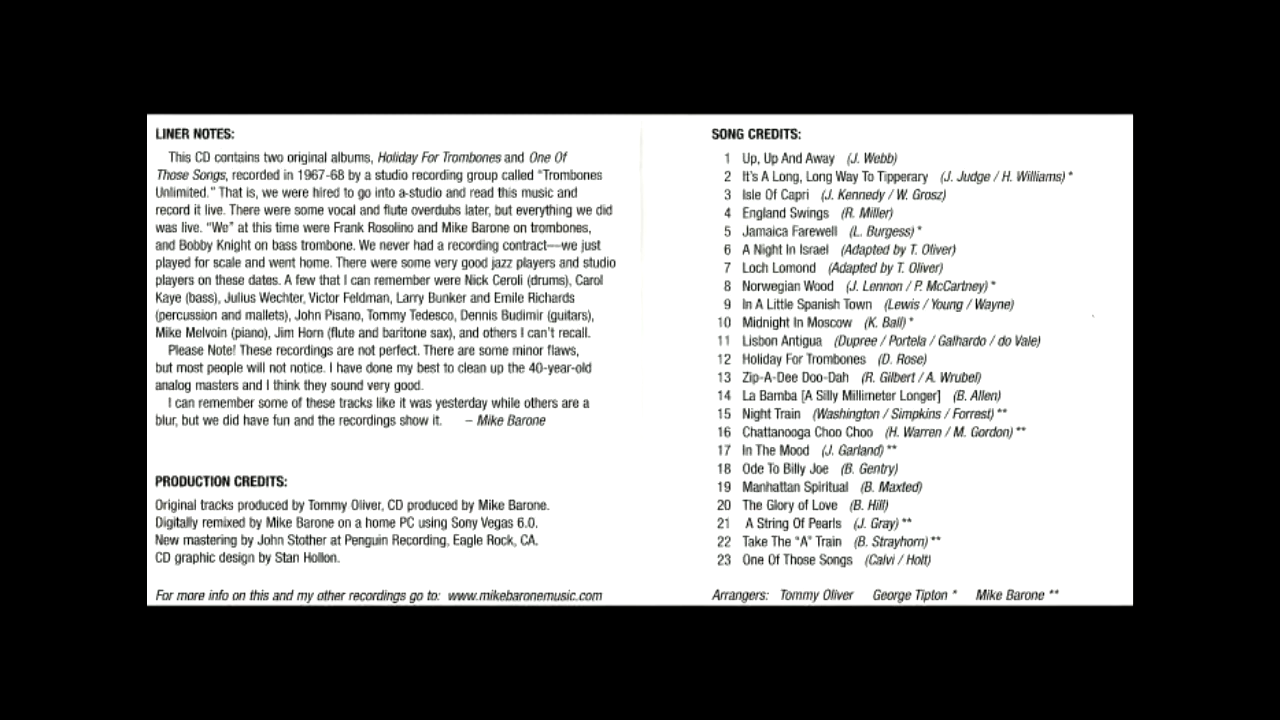 LINER NOTES:
This CD contains two original albums, Holiday For Trombones and One Of
Those Songs, recorded in 1967-68 by a studio recording group called "Trombones
Unlimited." That is, we were hired to go into a-studio and read this music and
record it live. There were some vocal and flute overdubs later, but everything we did
was live. "We" at this time were Frank Rosolino and Mike Barone on trombones,
and Bobby Knight on bass trombone. We never had a recording contract—we just
played for scale and went home. There were some very good jazz players and studio
players on these dates. A few that I can remember were Nick Ceroli (drums), Carol
Kaye (bass), Julius Wechter, Victor Feldman, Larry Bunker and Emile Richards
(percussion and mallets), John Pisano, Tommy Tedesco, Dennis Budimir (guitars),
Mike Melvoin (piano), Jim Horn (flute and baritone sax), and others I can't recall.
Please Note! These recordings are not perfect. There are some minor flaws,
but most people will not notice. I have done my best to clean up the 40-year-old
analog masters and I think they sound very good.
I can remember some of these tracks like it was yesterday while others are a
blur, but we did have fun and the recordings show it. – Mike Barone
PRODUCTION CREDITS:
Original tracks produced by Tommy Oliver, CD produced by Mike Barone.
Digitally remixed by Mike Barone on a home PC using Sony Vegas 6.0.
New mastering by John Stother at Penguin Recording, Eagle Rock, CA.
CD graphic design by Stan Hollon.
For more info on this and my other recordings go to: www.mikebaronemusic.com
SONG CREDITS:
1 Up, Up And Away (J. Webb)
2 It's A Long, Long Way To Tipperary (J. Judge / H. Williams) *
3 Isle Of Capri (J. Kennedy / W. Grosz)
4 England Swings (R. Miller)
5 Jamaica Farewell (L. Burgess) *
6 A Night In Israel (Adapted by T. Oliver)
7 Loch Lomond (Adapted by T. Oliver)
8 Norwegian Wood (J. Lennon / P. McCartney) *
9 In A Little Spanish Town (Lewis / Young / Wayne)
10 Midnight In Moscow (K. Ball) *
11 Lisbon Antigua (Dupree / Portela / Galhardo / do Vale)
12 Holiday For Trombones (D. Rose)
13 Zip-A-Dee Doo-Dah (R. Gilbert / A. Wrubel)
14 La Bamba [A Silly Millimeter Longer] (B. Allen)
15 Night Train (Washington / Simpkins / Forrest) **
16 Chattanooga Choo Choo (H. Warren / M. Gordon) **
17 In The Mood (J. Garland) **
18 Ode To Billy Joe (B. Gentry)
19 Manhattan Spiritual (B. Maxted)
20 The Glory of Love (B. Hill)
21 A String Of Pearls (J. Gray) **
22 Take The "A" Train (B. Strayhorn) **
23 One Of Those Songs (Calvi / Holt)
Arrangers: Tommy Oliver George Tipton * Mike Barone **